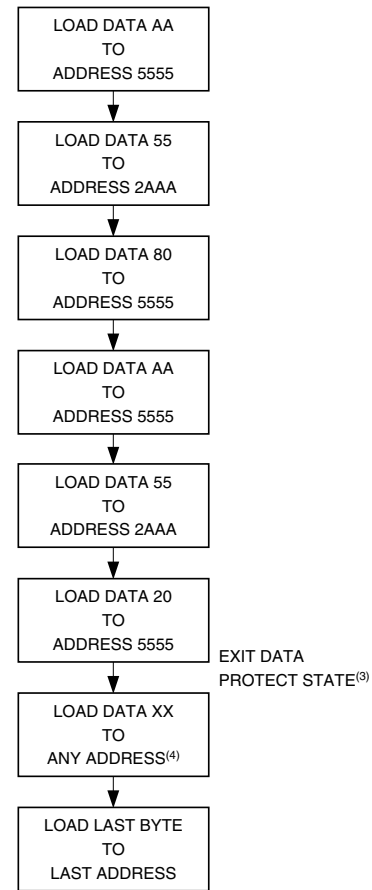 LOAD DATA AA
TO
ADDRESS 5555
LOAD DATA 55
TO
ADDRESS 2AAA
LOAD DATA 80
TO
ADDRESS 5555
LOAD DATA AA
TO
ADDRESS 5555
LOAD DATA 55
TO
ADDRESS 2AAA
LOAD DATA 20
TO
ADDRESS 5555
EXIT DATA
PROTECT STATE(3)
LOAD DATA XX
TO
ANY ADDRESS(4)
LOAD LAST BYTE
TO
LAST ADDRESS